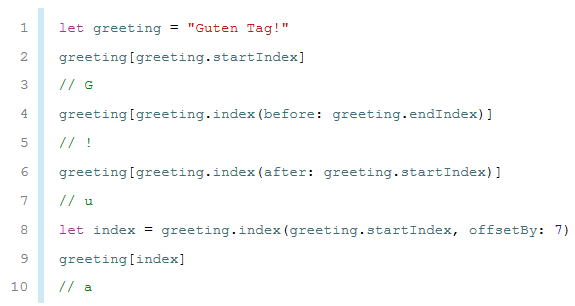 1 let greeting = "Guten Tag!"
2 greeting[greeting.startIndex]
3 // G
4 greeting[greeting.index(before: greeting.endIndex)]
5 // !
6 greeting[greeting.index(after: greeting.startIndex)]
7 // u
8 let index = greeting.index(greeting.startIndex, offsetBy: 7)
9 greeting[index]
10 // a